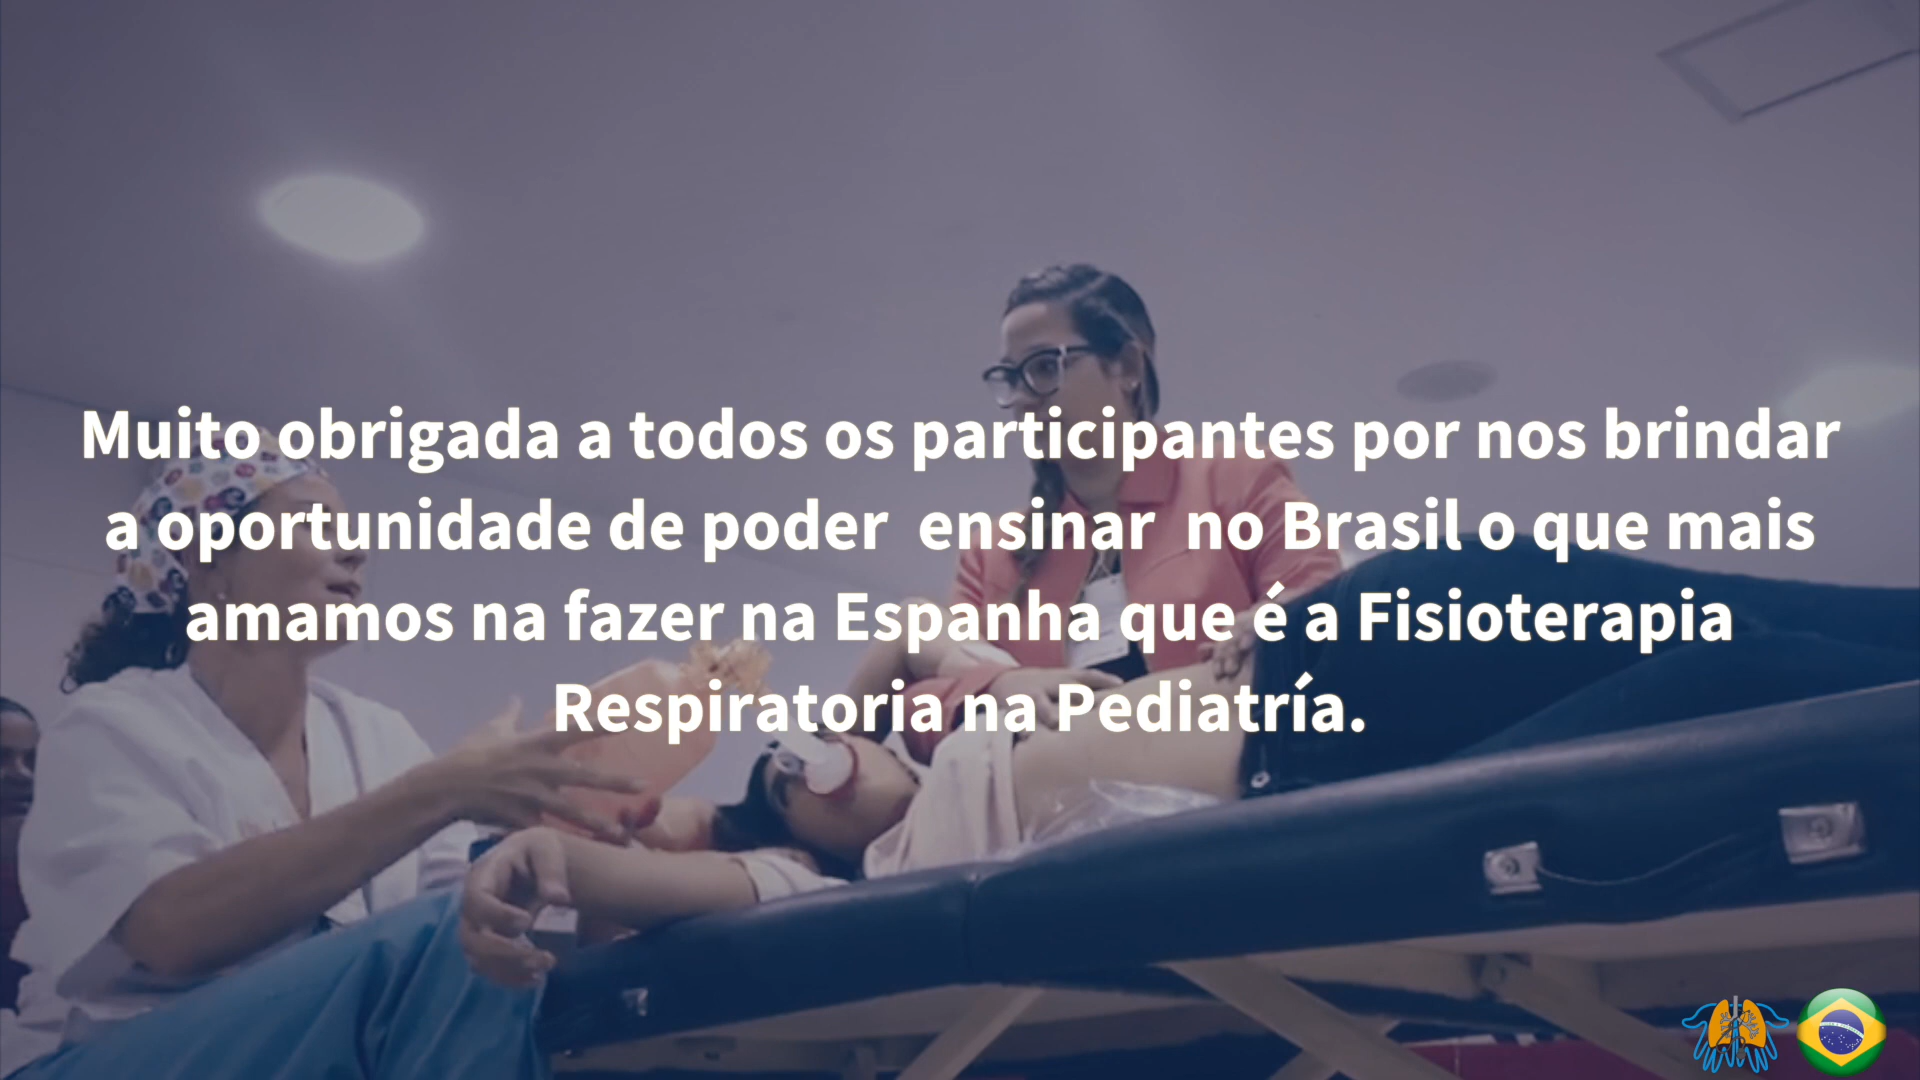 Muito obrigada a todos os participantes por nos brindar
a oportunidade de poder  ensinar  no Brasil o que mais
amamos na fazer na Espanha que é a Fisioterapia
Respiratoria na Pediatría.